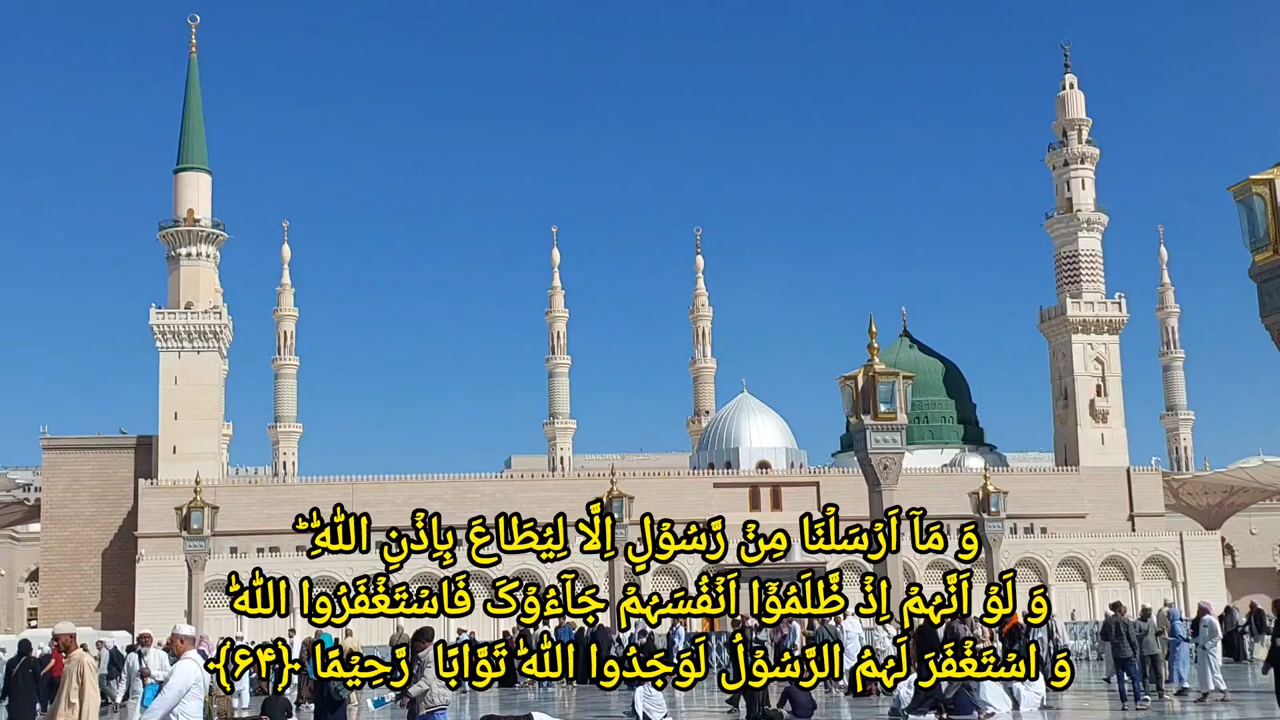 وَ مَاۤ اَرۡسَلۡنَا مِنۡ رَّسُوۡلٍ اِلَّا لِیُطَاعَ بِاِذۡنِ اللّٰہِؕ
وَ لَوۡ اَنَّہُمۡ اِذۡ ظَّلَمُوۡۤا اَنۡفُسَہُمۡ جَآءُوۡکَ فَاسۡتَغۡفَرُوا اللّٰہَ
وَ اسۡتَغۡفَرَ لَہُمُ الرَّسُوۡلُ لَوَجَدُوا اللّٰہَ تَوَّابًا رَّحِیۡمًا ﴿۶۴﴾